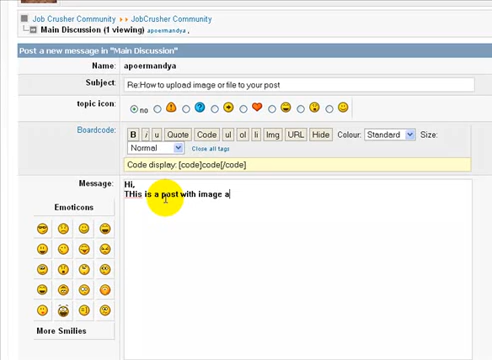 Job Crusher Community JobCrusher Community
Main Discussion (1 viewing) apoermandya ,
Post a new message in "Main Discussion"
Name: apoermandya
Subject: Re:How to upload image or file to your post
topic icon: no
Boardcode: B i u Quote Code ul ol li Img URL Hide Colour: Standard Size:
Normal Close all tags
Code display: [code]code[/code]
Message: Hi,
THis is a post with image a
Emoticons
More Smilies